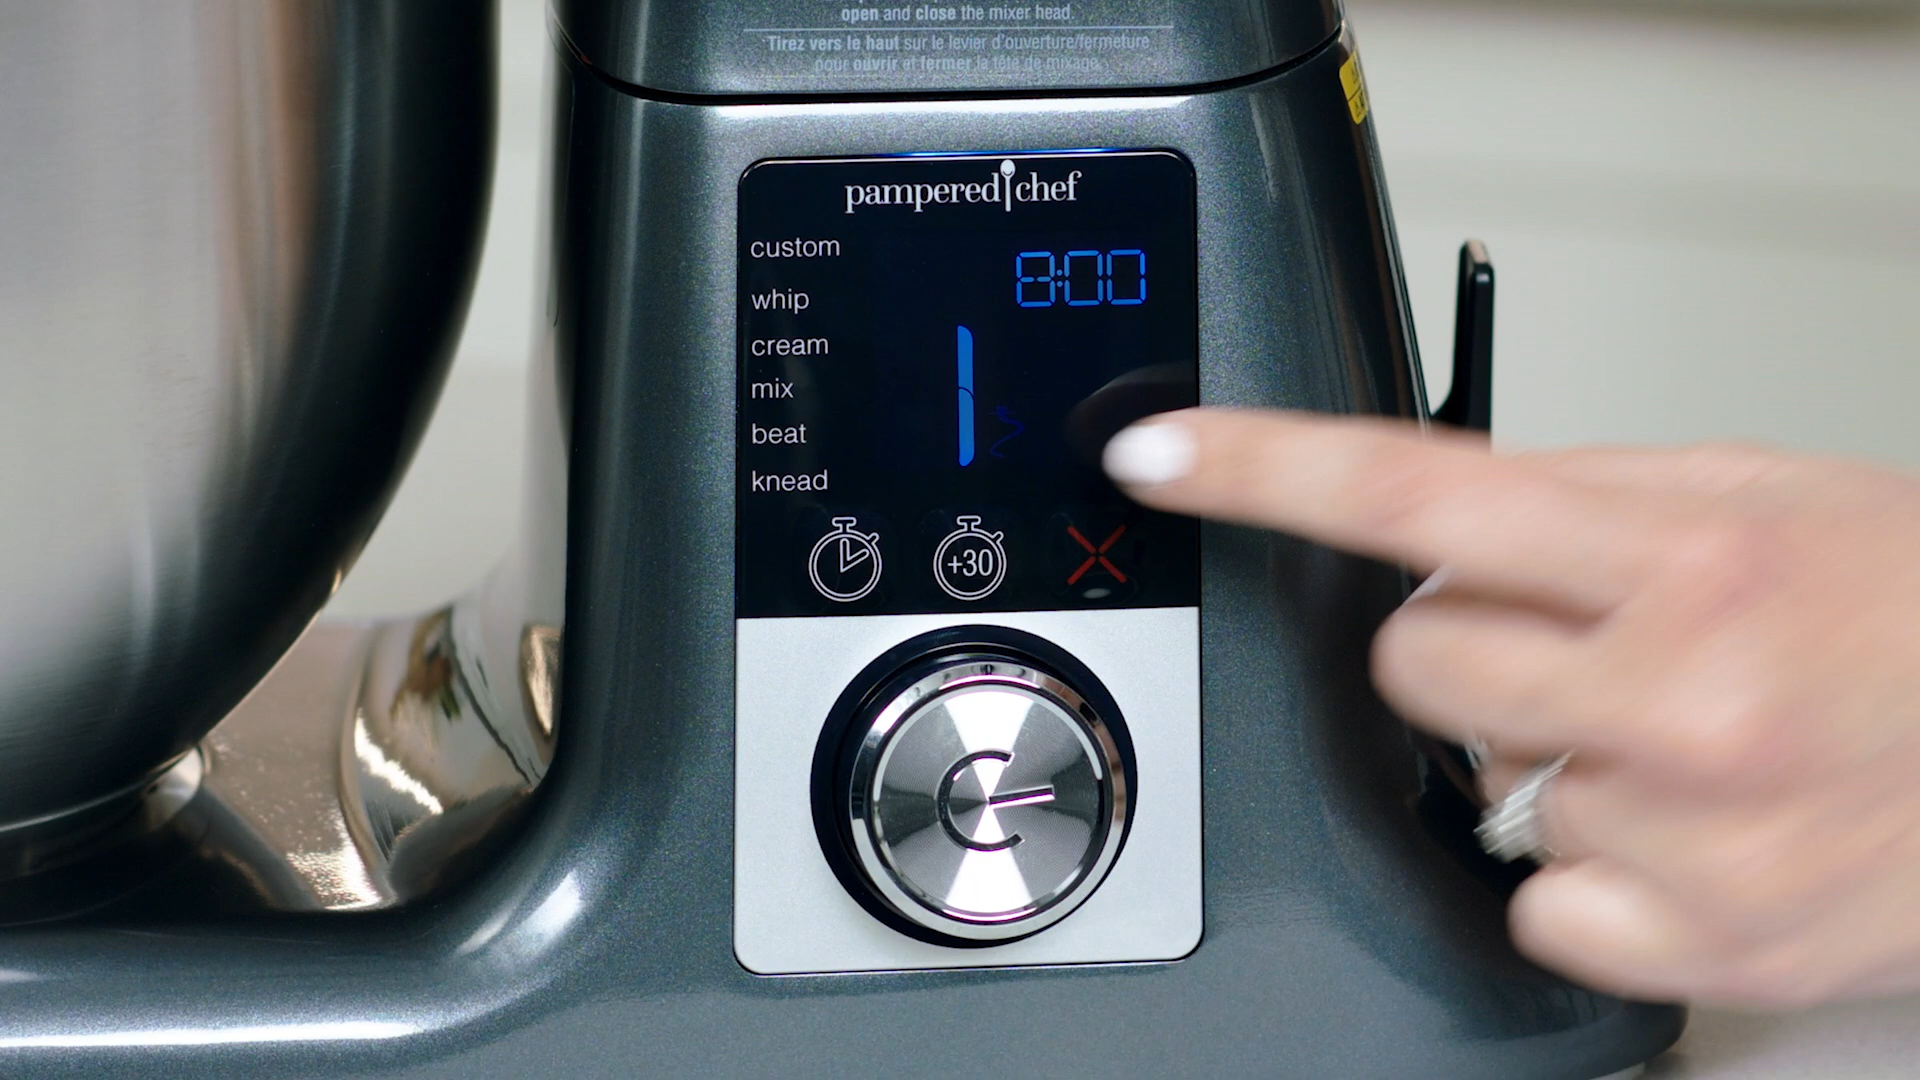 open and close the mixer head.
Tirez vers le haut sur le levier d'ouverture/fermeture
pour ouvrir et fermer la tête de mixage.
pampered chef
custom
8:00
whip
cream
1
mix
beat
knead
+30